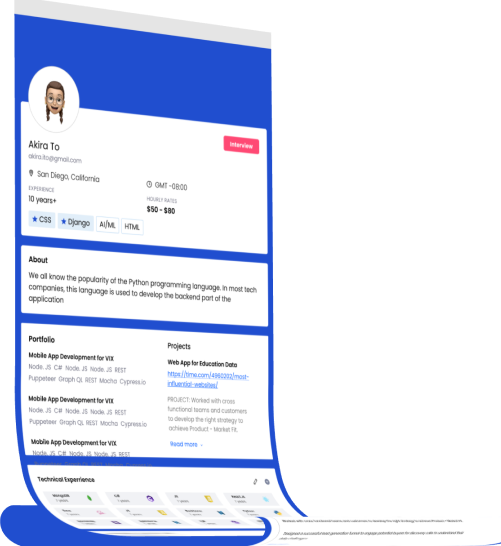 Akira To
Interview
akira.ito@gmail.com
San Diego, California
GMT -08:00
EXPERIENCE
HOURLY RATES
10 years+
$50 - $80
CSS
Django
AI/ML
HTML
About
We all know the popularity of the Python programming language. In most tech
companies, this language is used to develop the backend part of the
application
Portfolio
Mobile App Development for VIX
Node. JS C# Node. JS Node. JS REST
Puppeteer Graph QL REST Mocha Cypress.io
Mobile App Development for VIX
Node. JS C# Node. JS Node. JS REST
Puppeteer Graph QL REST Mocha Cypress.io
Mobile App Development for VIX
Node. JS C# Node. JS Node. JS REST
Projects
Web App for Education Data
https://time.com/4960202/most-
influential-websites/
PROJECT: Worked with cross
functional teams and customers
to develop the right strategy to
achieve Product - Market Fit.
Read more
Technical Experience